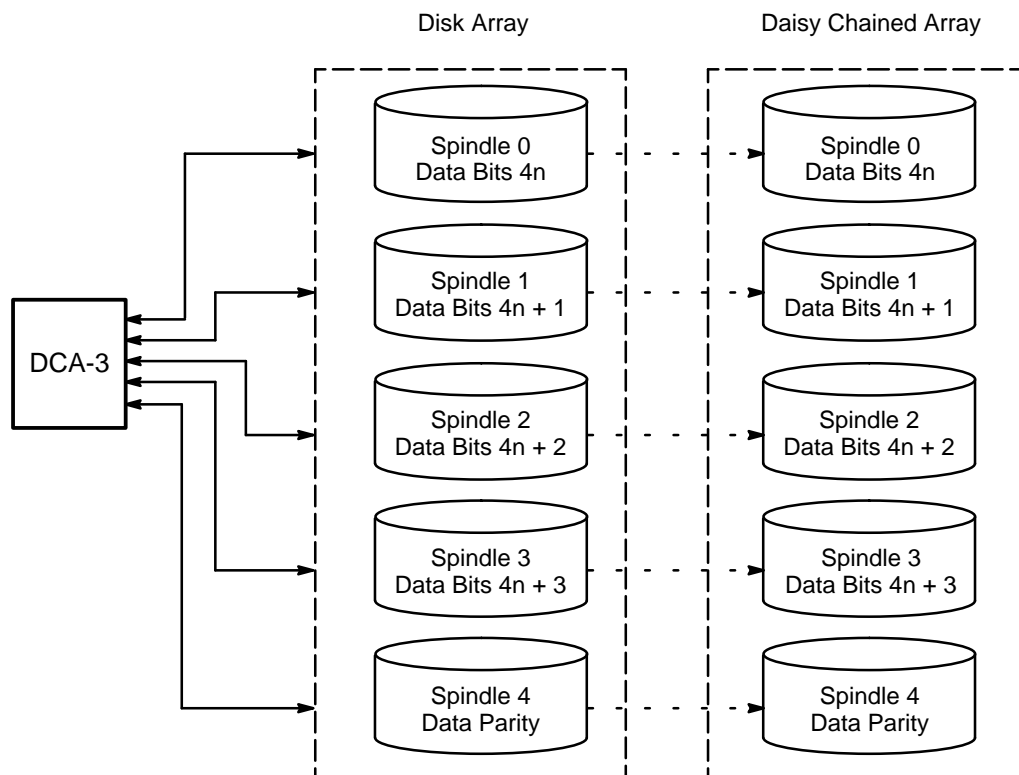 Disk Array
Daisy Chained Array
Spindle 0
Data Bits 4n
Spindle 0
Data Bits 4n
Spindle 1
Data Bits 4n + 1
Spindle 1
Data Bits 4n + 1
DCA-3
Spindle 2
Data Bits 4n + 2
Spindle 2
Data Bits 4n + 2
Spindle 3
Data Bits 4n + 3
Spindle 3
Data Bits 4n + 3
Spindle 4
Data Parity
Spindle 4
Data Parity